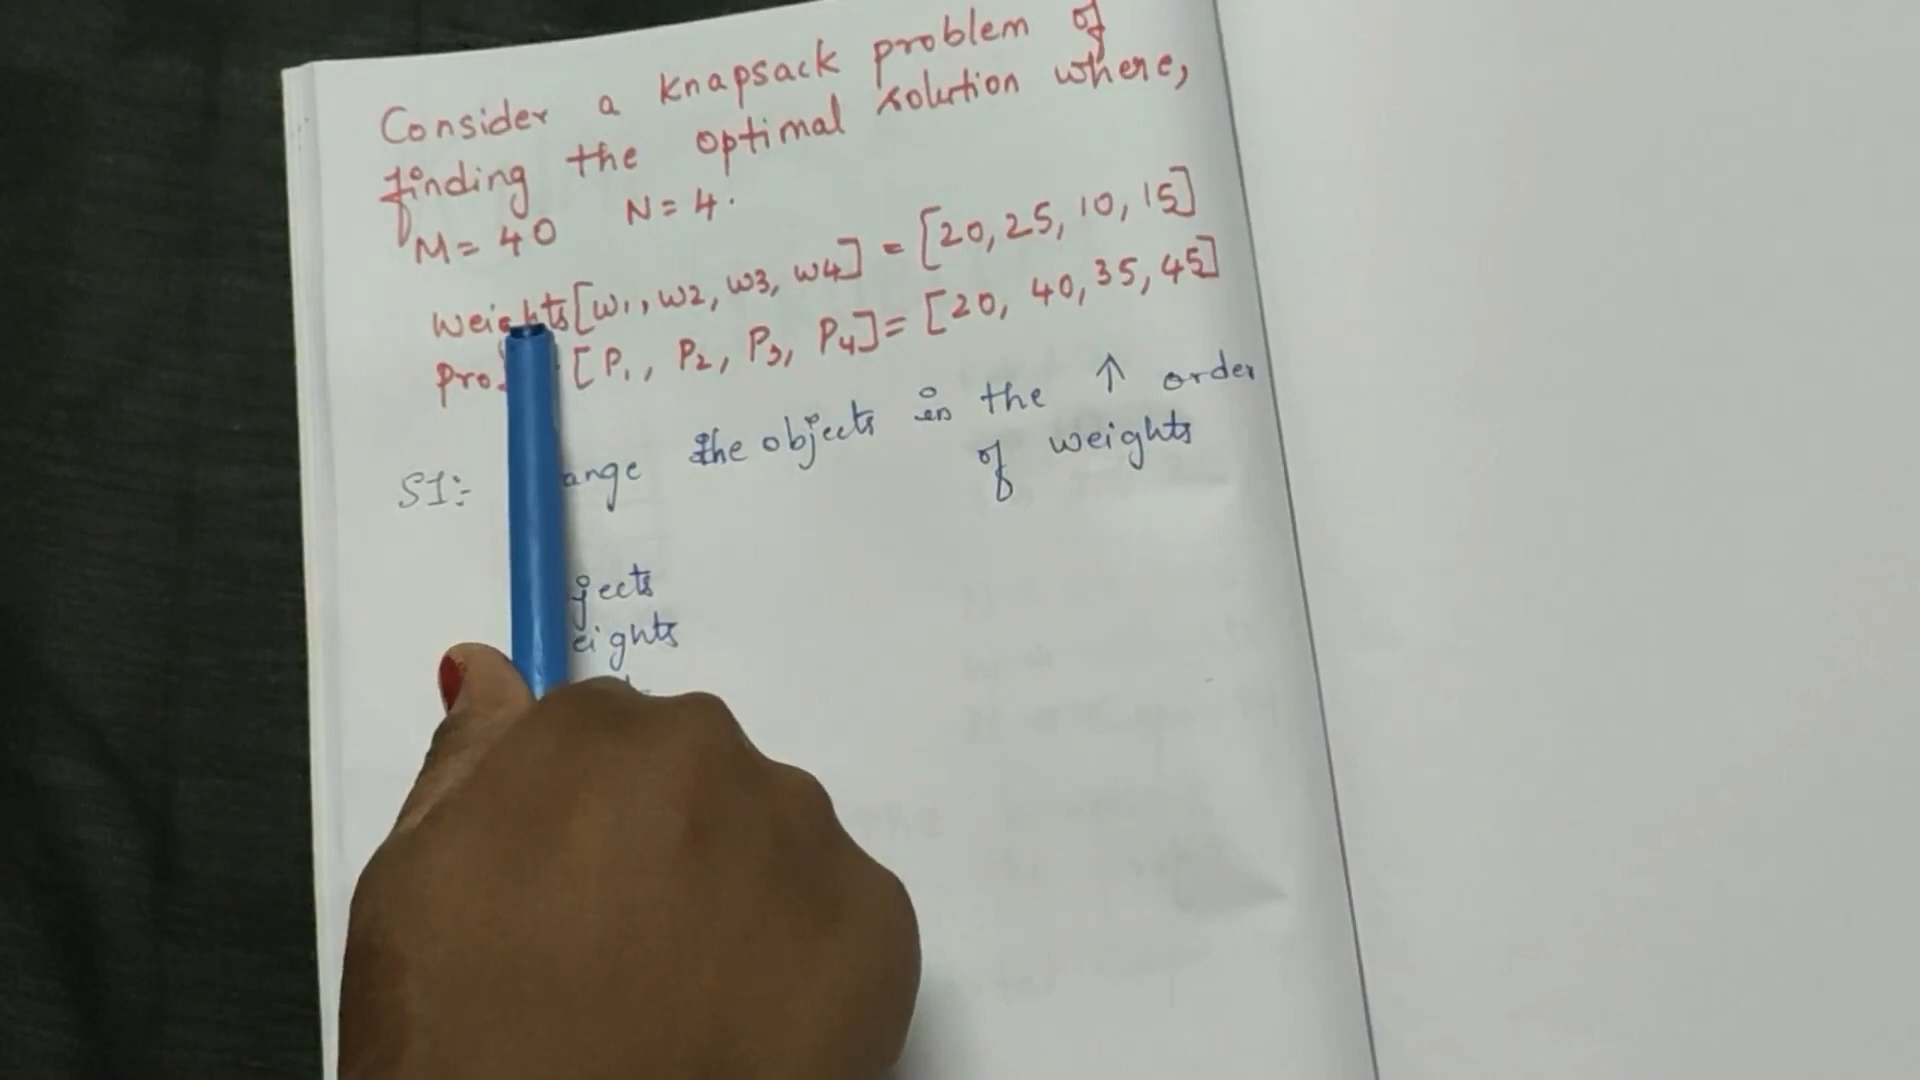 Consider a knapsack problem of
finding the optimal solution where,
M = 40 N = 4.
Weights [w1, w2, w3, w4] = [20, 25, 10, 15]
[P1, P2, P3, P4] = [20, 40, 35, 45]
S1:- ange the objects in the ↑ order
of weights
jects
eights